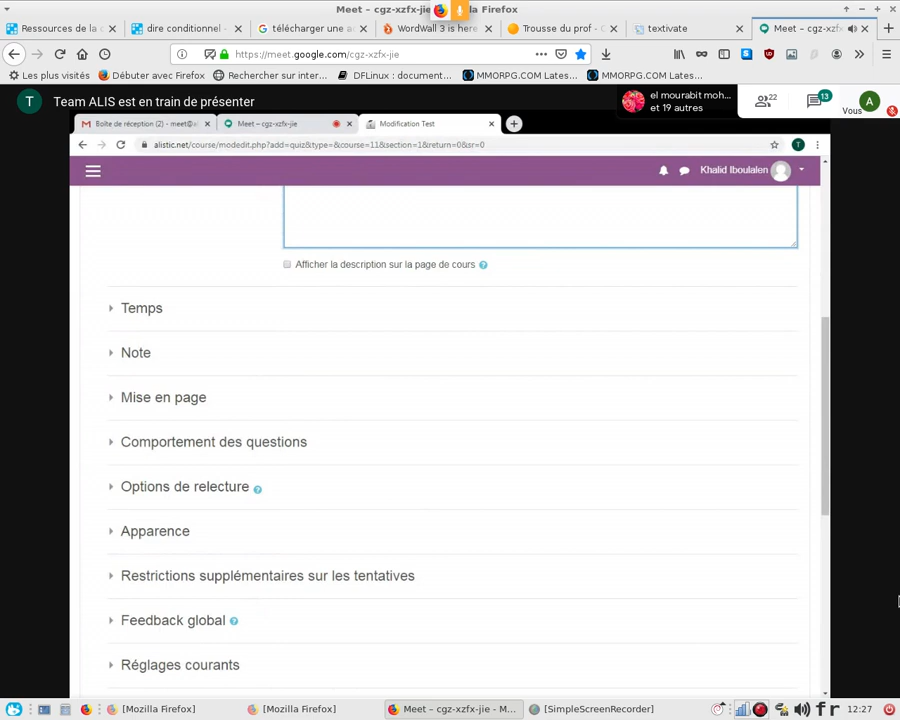 Meet – cgz-xzfx-jie la Firefox
Ressources de la c
dire conditionnel -
télécharger une a
WordWall 3 is here
Trousse du prof -
textivate
Meet – cgz-xzf
https://meet.google.com/cgz-xzfx-jie
Les plus visités
Débuter avec Firefox
Rechercher sur inter...
DFLinux : document...
MMORPG.COM Lates...
MMORPG.COM Lates...
T
Team ALIS est en train de présenter
el mourabit moh...
et 19 autres
22
13
A
Vous
Boîte de réception (2) - meet@
Meet – cgz-xzfx-jie
Modification Test
alistic.net/course/modedit.php?add=quiz&type=&course=11&section=1&return=0&sr=0
T
Khalid Iboulalen
Afficher la description sur la page de cours
Temps
Note
Mise en page
Comportement des questions
Options de relecture
Apparence
Restrictions supplémentaires sur les tentatives
Feedback global
Réglages courants
[Mozilla Firefox]
[Mozilla Firefox]
Meet – cgz-xzfx-jie - M...
[SimpleScreenRecorder]
fr
12:27